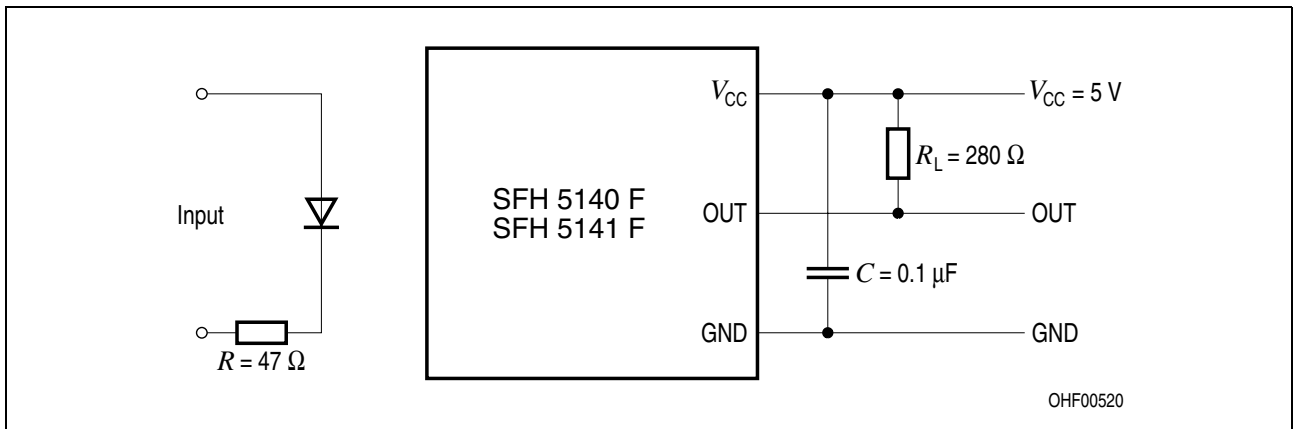 V_CC
V_CC = 5 V
R_L = 280 Ω
SFH 5140 F
SFH 5141 F
Input
OUT
OUT
C = 0.1 µF
GND
GND
R = 47 Ω
OHF00520